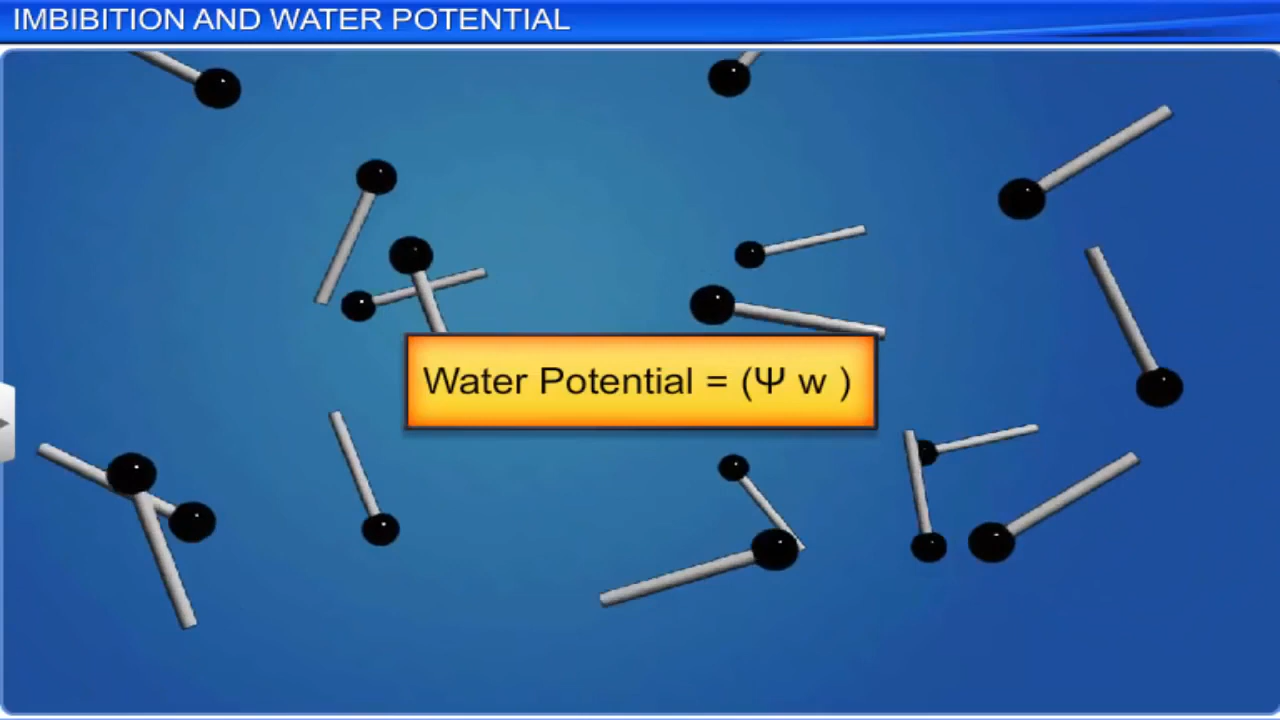 IMBIBITION AND WATER POTENTIAL
Water Potential = (Ψ w )